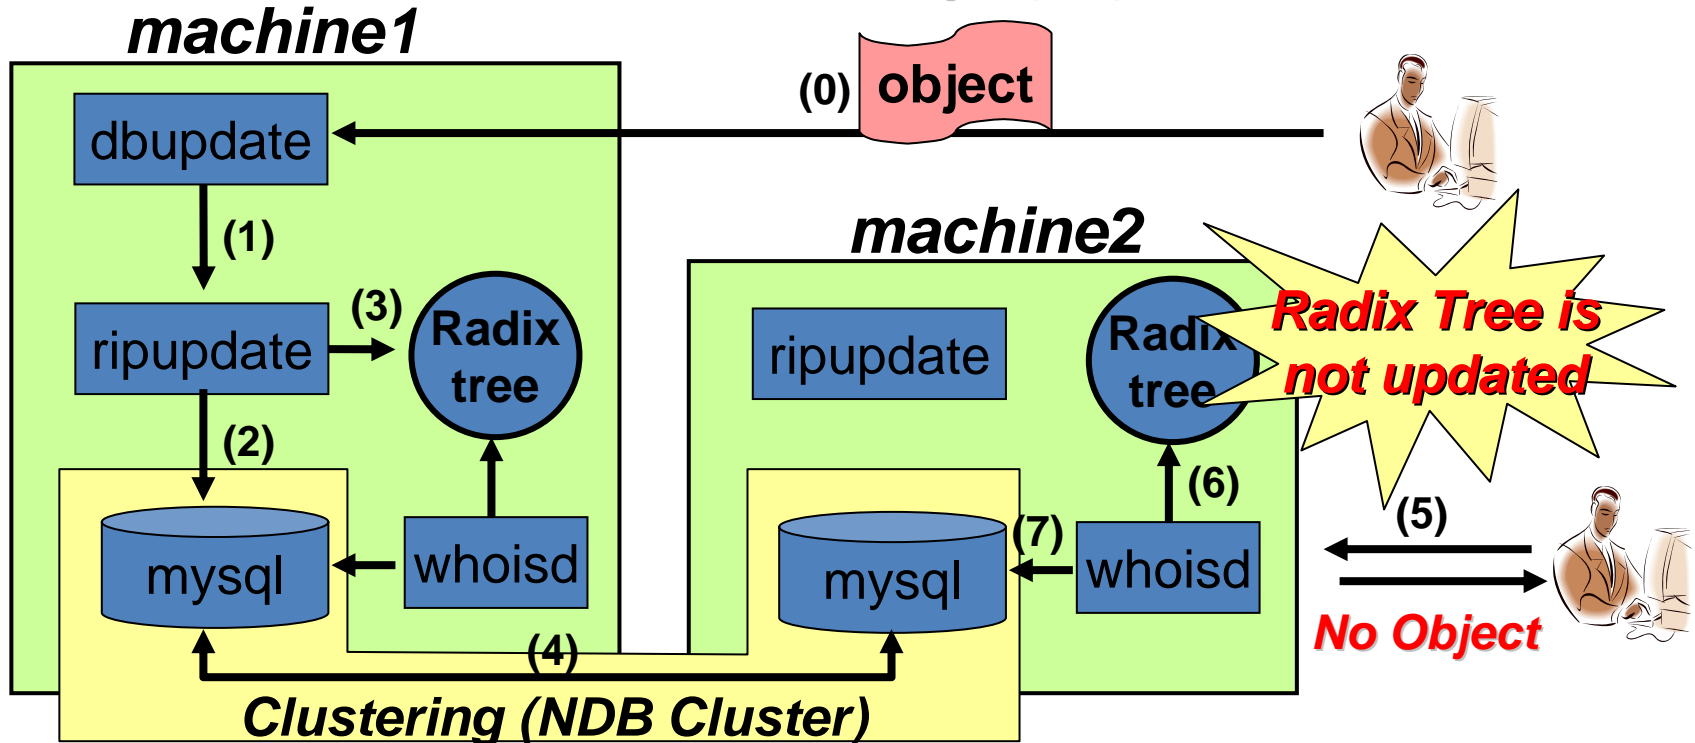 machine1
(0)
object
dbupdate
(1)
machine2
(3)
Radix
tree
ripupdate
ripupdate
Radix
tree
Radix Tree is
not updated
(2)
(6)
(5)
mysql
whoisd
mysql
(7)
whoisd
No Object
(4)
Clustering (NDB Cluster)